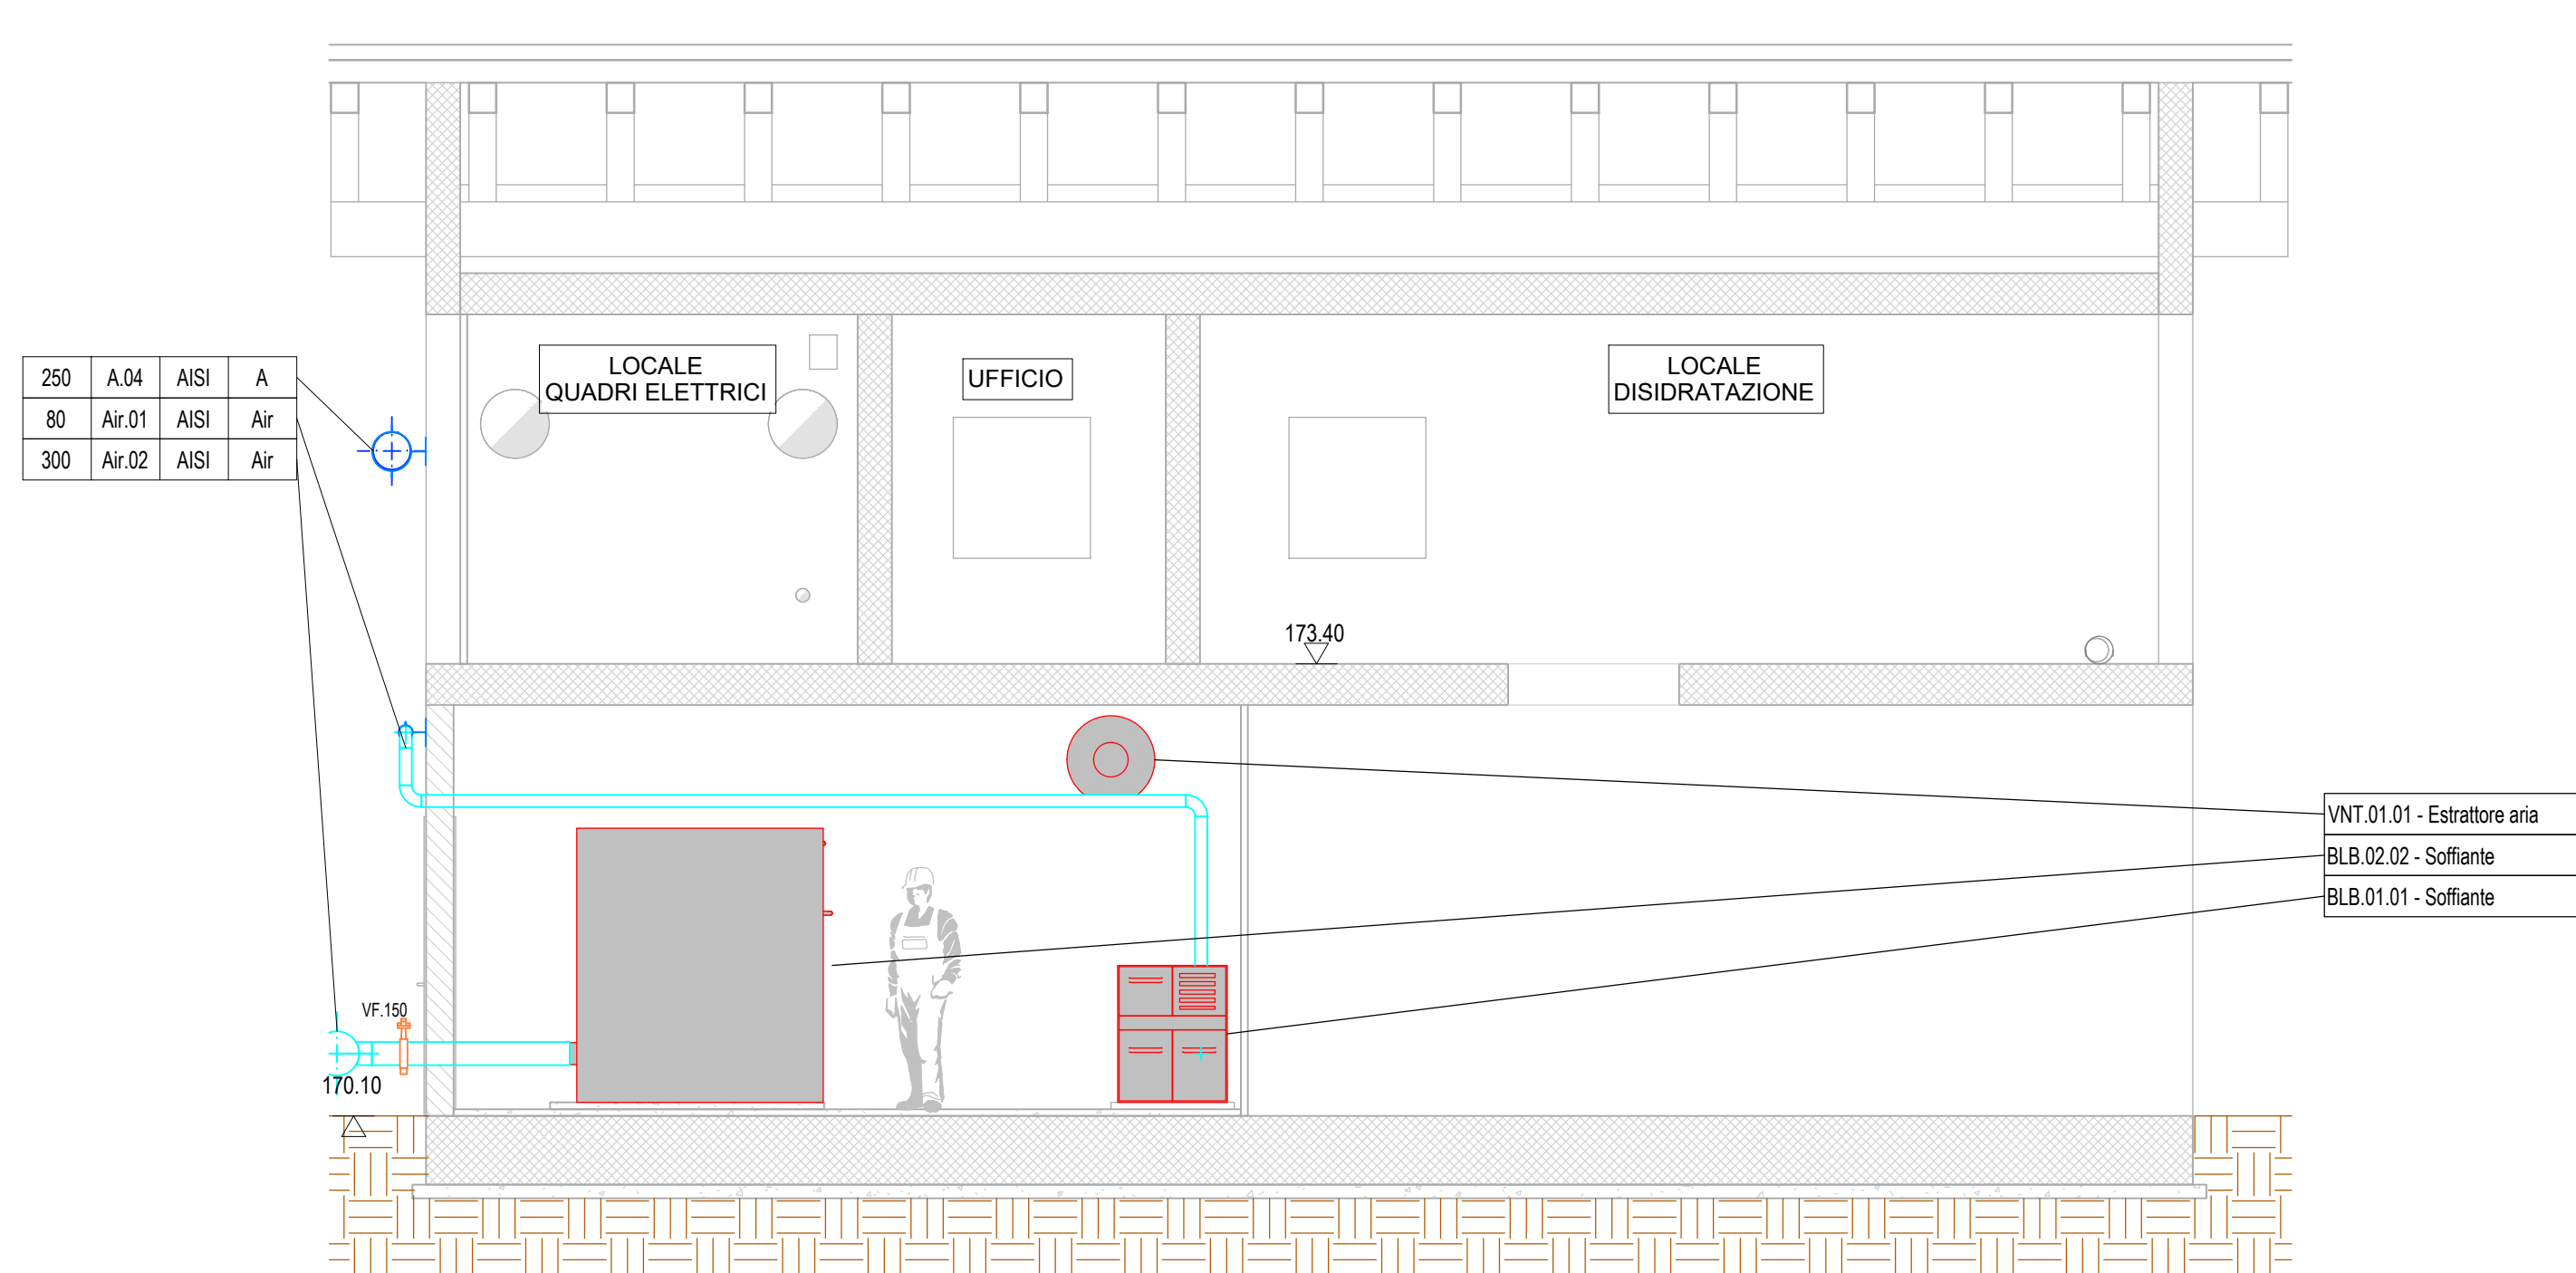 LOCALE
QUADRI ELETTRICI
UFFICIO
LOCALE
DISIDRATAZIONE
250 A.04 AISI A
80 Air.01 AISI Air
300 Air.02 AISI Air
173.40
VNT.01.01 - Estrattore aria
BLB.02.02 - Soffiante
BLB.01.01 - Soffiante
VF.150
170.10